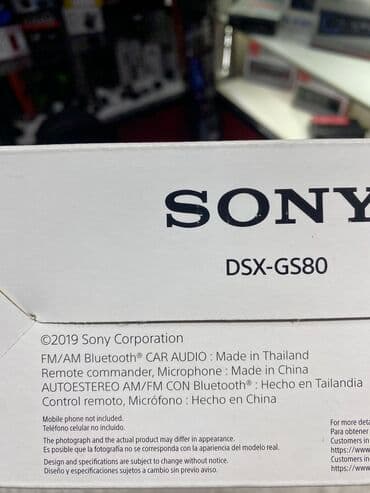 SONY
DSX-GS80
©2019 Sony Corporation
FM/AM Bluetooth® CAR AUDIO : Made in Thailand
Remote commander, Microphone : Made in China
AUTOESTEREO AM/FM CON Bluetooth® : Hecho en Tailandia
Control remoto, Micrófono : Hecho en China
Mobile phone not included.
Teléfono celular no incluido.
The photograph and the actual product may differ in appearance.
Es posible que la fotografía no se corresponda con la apariencia del modelo real.
Design and specifications are subject to change without notice.
Diseño y especificaciones sujetos a cambio sin previo aviso.
For more deta
Para obtener
Customers in
https://www
Customers in
https://www.